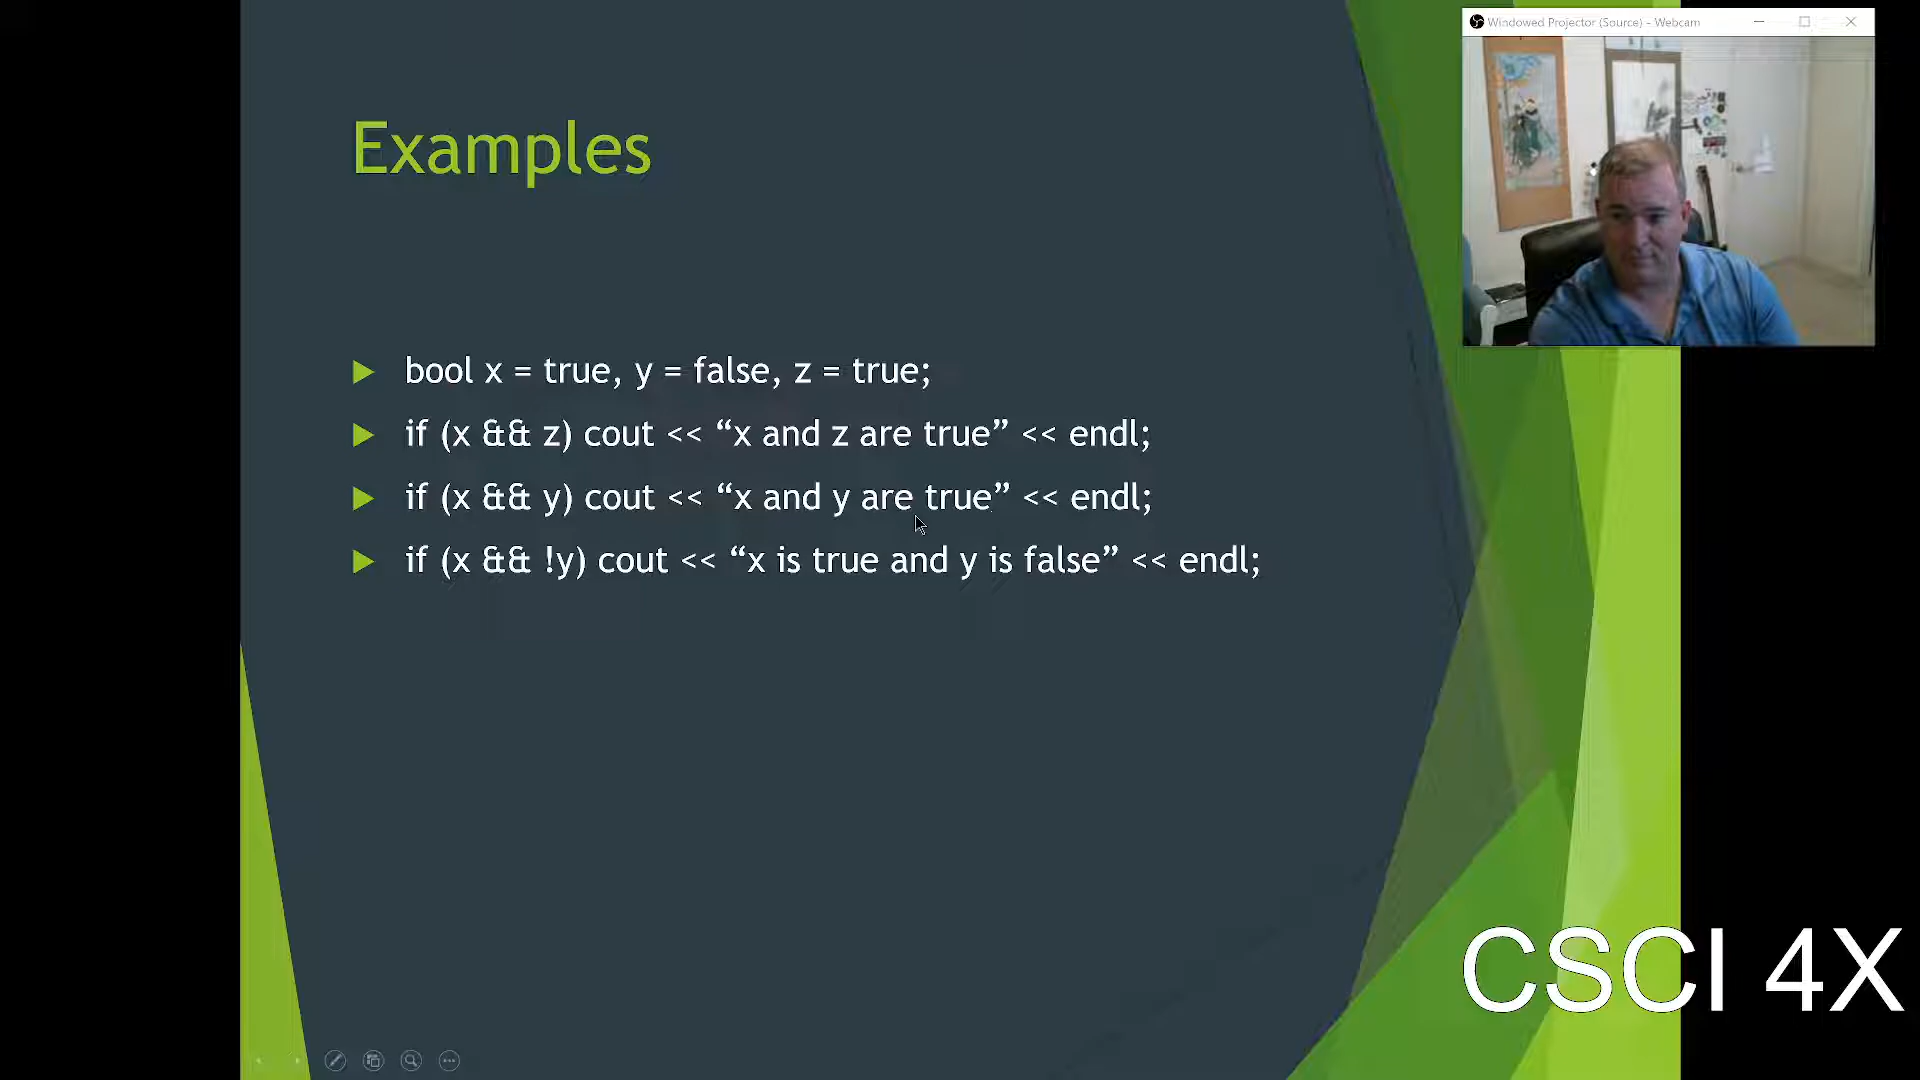 Windowed Projector (Source) - Webcam
Examples
bool x = true, y = false, z = true;
if (x && z) cout << “x and z are true” << endl;
if (x && y) cout << “x and y are true” << endl;
if (x && !y) cout << “x is true and y is false” << endl;
CSCI 4X